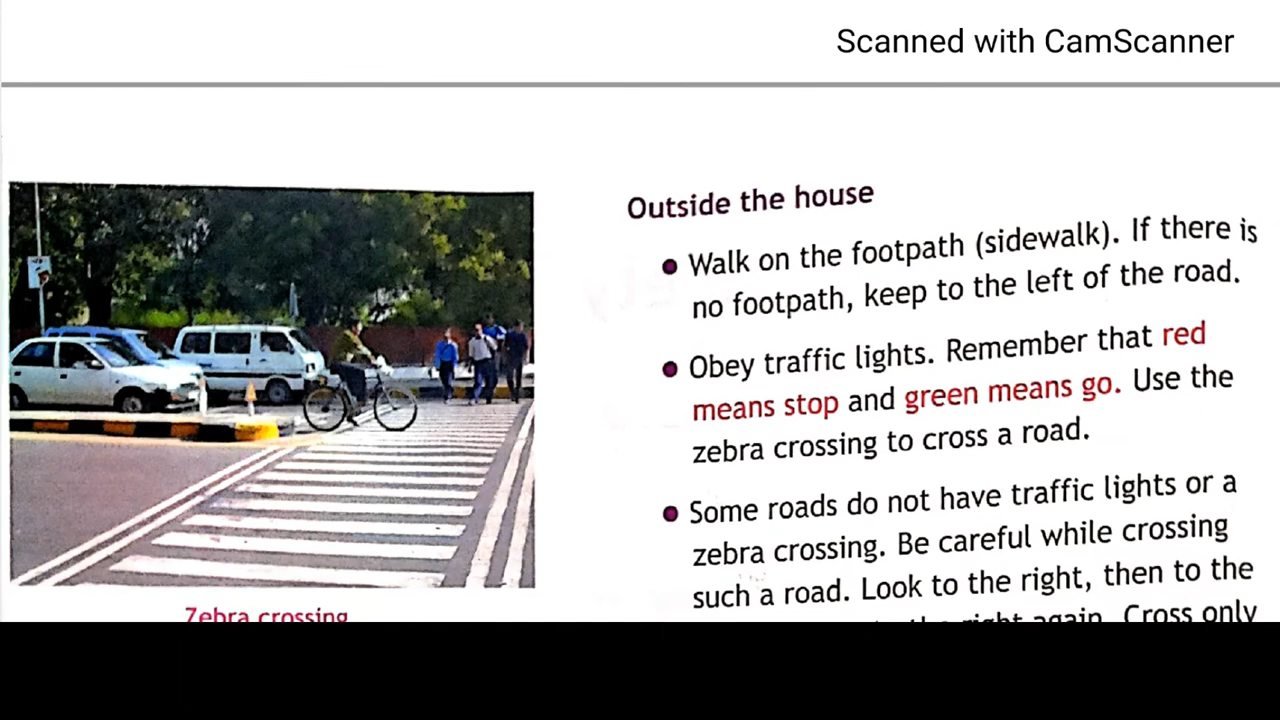 Scanned with CamScanner
Outside the house
● Walk on the footpath (sidewalk). If there is
no footpath, keep to the left of the road.
● Obey traffic lights. Remember that red
means stop and green means go. Use the
zebra crossing to cross a road.
● Some roads do not have traffic lights or a
zebra crossing. Be careful while crossing
such a road. Look to the right, then to the
the right again. Cross only
Zebra crossing